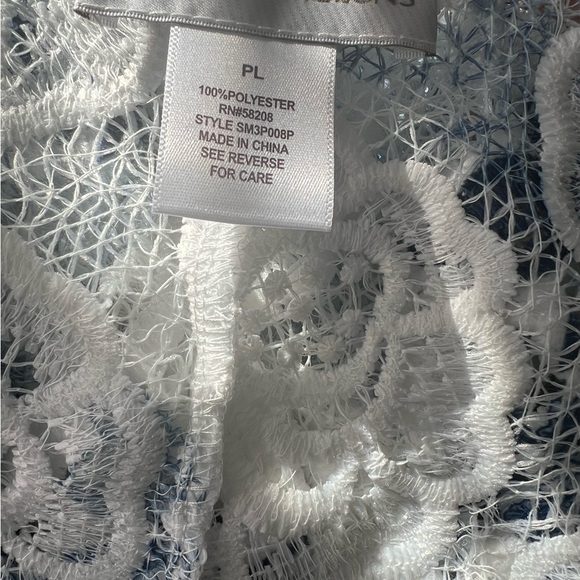 PL
100%POLYESTER
RN#58208
STYLE SM3P008P
MADE IN CHINA
SEE REVERSE
FOR CARE